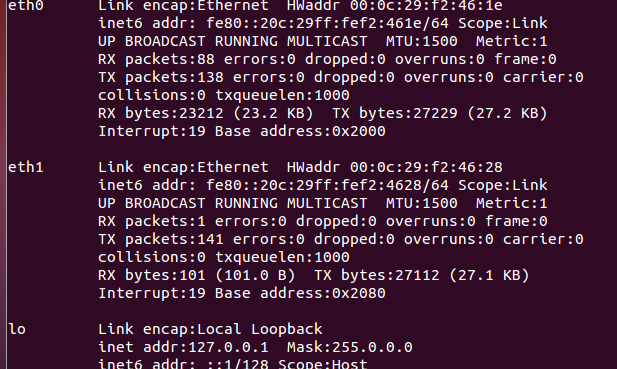 eth0      Link encap:Ethernet  HWaddr 00:0c:29:f2:46:1e
          inet6 addr: fe80::20c:29ff:fef2:461e/64 Scope:Link
          UP BROADCAST RUNNING MULTICAST  MTU:1500  Metric:1
          RX packets:88 errors:0 dropped:0 overruns:0 frame:0
          TX packets:138 errors:0 dropped:0 overruns:0 carrier:0
          collisions:0 txqueuelen:1000
          RX bytes:23212 (23.2 KB)  TX bytes:27229 (27.2 KB)
          Interrupt:19 Base address:0x2000

eth1      Link encap:Ethernet  HWaddr 00:0c:29:f2:46:28
          inet6 addr: fe80::20c:29ff:fef2:4628/64 Scope:Link
          UP BROADCAST RUNNING MULTICAST  MTU:1500  Metric:1
          RX packets:1 errors:0 dropped:0 overruns:0 frame:0
          TX packets:141 errors:0 dropped:0 overruns:0 carrier:0
          collisions:0 txqueuelen:1000
          RX bytes:101 (101.0 B)  TX bytes:27112 (27.1 KB)
          Interrupt:19 Base address:0x2080

lo        Link encap:Local Loopback
          inet addr:127.0.0.1  Mask:255.0.0.0
          inet6 addr: ::1/128 Scope:Host